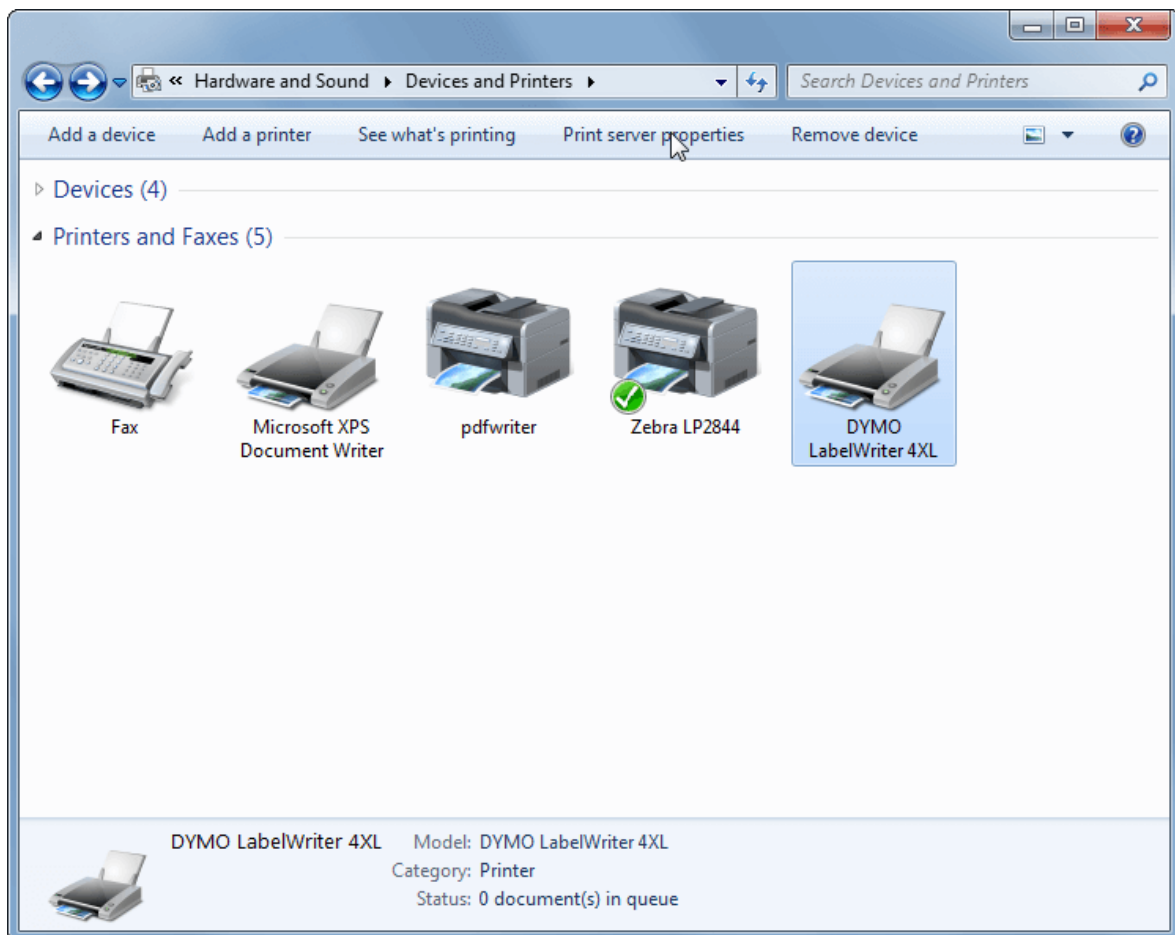 « Hardware and Sound ▸ Devices and Printers ▸ Search Devices and Printers
Add a device Add a printer See what's printing Print server properties Remove device
Devices (4)
Printers and Faxes (5)
Fax
Microsoft XPS
Document Writer
pdfwriter
Zebra LP2844
DYMO
LabelWriter 4XL
DYMO LabelWriter 4XL Model: DYMO LabelWriter 4XL
Category: Printer
Status: 0 document(s) in queue